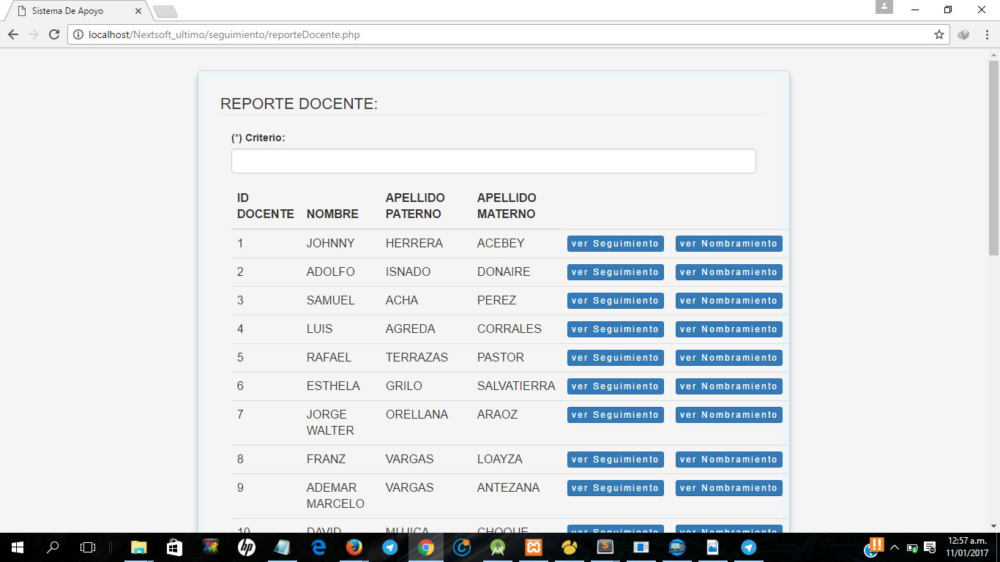 Sistema De Apoyo
localhost/Nextsoft_ultimo/seguimiento/reporteDocente.php
REPORTE DOCENTE:
(*) Criterio:
ID DOCENTE NOMBRE APELLIDO PATERNO APELLIDO MATERNO
1 JOHNNY HERRERA ACEBEY ver Seguimiento ver Nombramiento
2 ADOLFO ISNADO DONAIRE ver Seguimiento ver Nombramiento
3 SAMUEL ACHA PEREZ ver Seguimiento ver Nombramiento
4 LUIS AGREDA CORRALES ver Seguimiento ver Nombramiento
5 RAFAEL TERRAZAS PASTOR ver Seguimiento ver Nombramiento
6 ESTHELA GRILO SALVATIERRA ver Seguimiento ver Nombramiento
7 JORGE WALTER ORELLANA ARAOZ ver Seguimiento ver Nombramiento
8 FRANZ VARGAS LOAYZA ver Seguimiento ver Nombramiento
9 ADEMAR MARCELO VARGAS ANTEZANA ver Seguimiento ver Nombramiento
10 DAVID MUJICA CHOQUE ver Seguimiento ver Nombramiento
hp
12:57 a.m.
11/01/2017